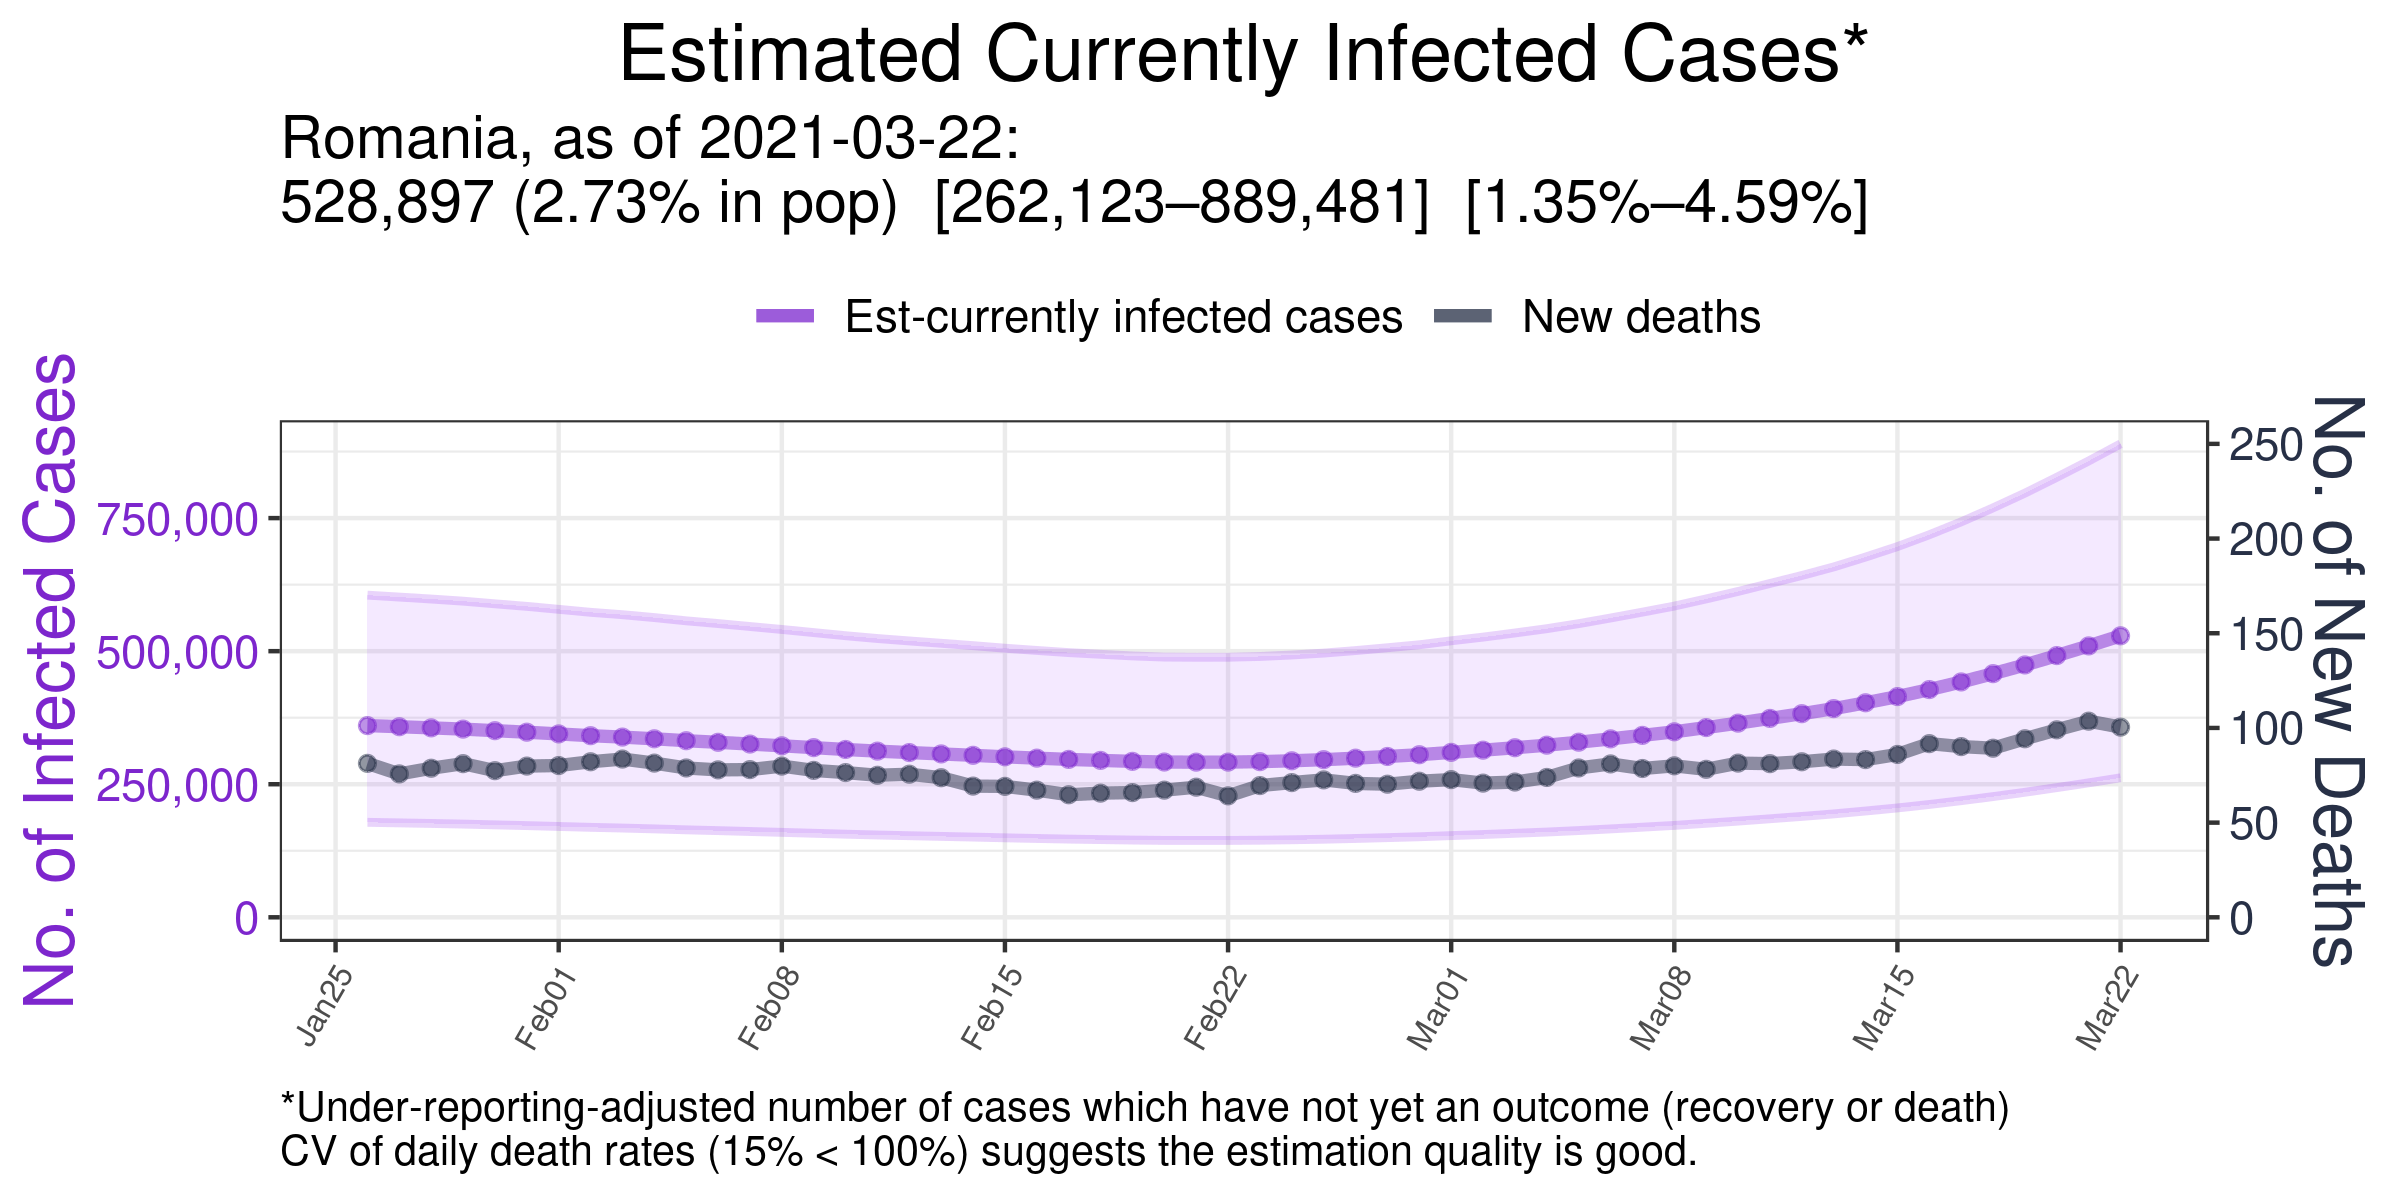 Estimated Currently Infected Cases*
Romania, as of 2021-03-22:
528,897 (2.73% in pop)  [262,123–889,481]  [1.35%–4.59%]
Est-currently infected cases
New deaths
No. of Infected Cases
750,000
500,000
250,000
0
250
200
150
100
50
0
No. of New Deaths
Jan25
Feb01
Feb08
Feb15
Feb22
Mar01
Mar08
Mar15
Mar22
*Under-reporting-adjusted number of cases which have not yet an outcome (recovery or death)
CV of daily death rates (15% < 100%) suggests the estimation quality is good.